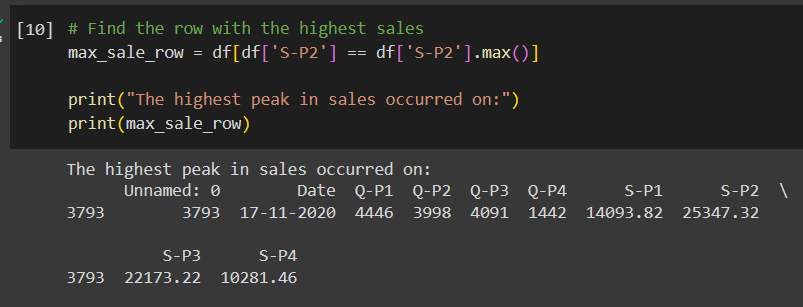 [10] # Find the row with the highest sales
max_sale_row = df[df['S-P2'] == df['S-P2'].max()]
print("The highest peak in sales occurred on:")
print(max_sale_row)
The highest peak in sales occurred on:
Unnamed: 0 Date Q-P1 Q-P2 Q-P3 Q-P4 S-P1 S-P2 \
3793 3793 17-11-2020 4446 3998 4091 1442 14093.82 25347.32
S-P3 S-P4
3793 22173.22 10281.46